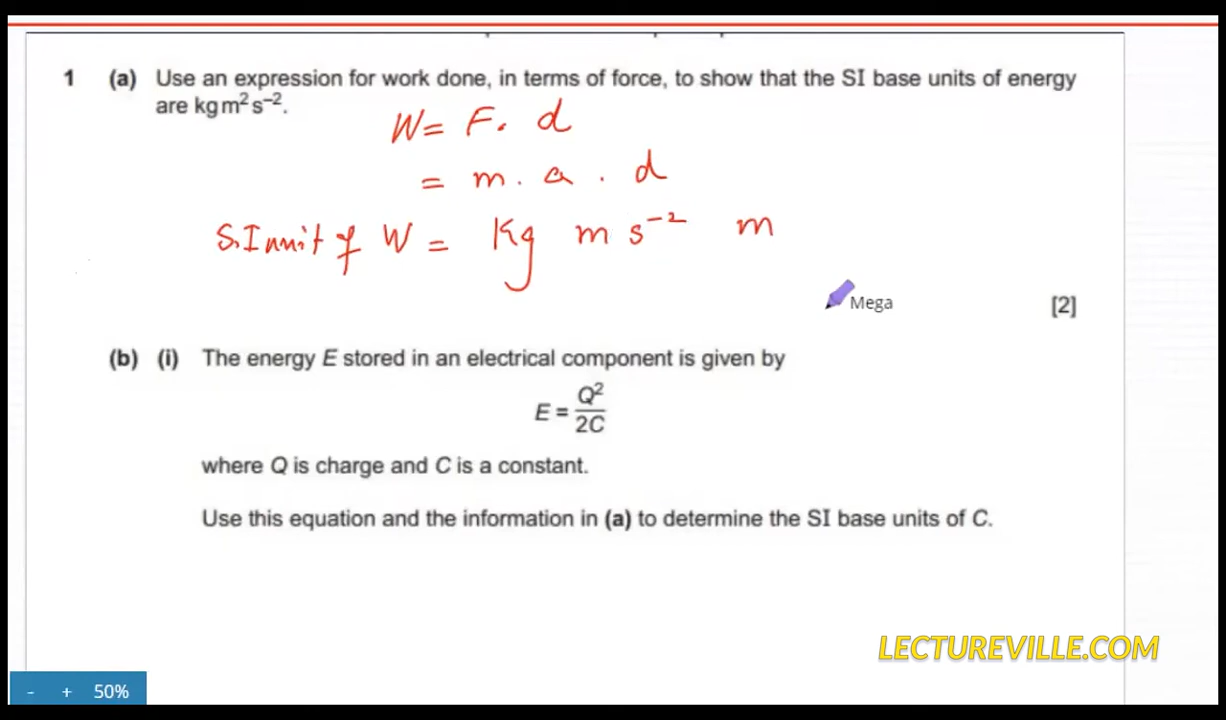 1 (a) Use an expression for work done, in terms of force, to show that the SI base units of energy
are kg m² s⁻².
W = F. d
= m. a . d
S.I unit of W = Kg m s⁻² m
Mega
[2]
(b) (i) The energy E stored in an electrical component is given by
E = Q²/2C
where Q is charge and C is a constant.
Use this equation and the information in (a) to determine the SI base units of C.
LECTUREVILLE.COM
- + 50%